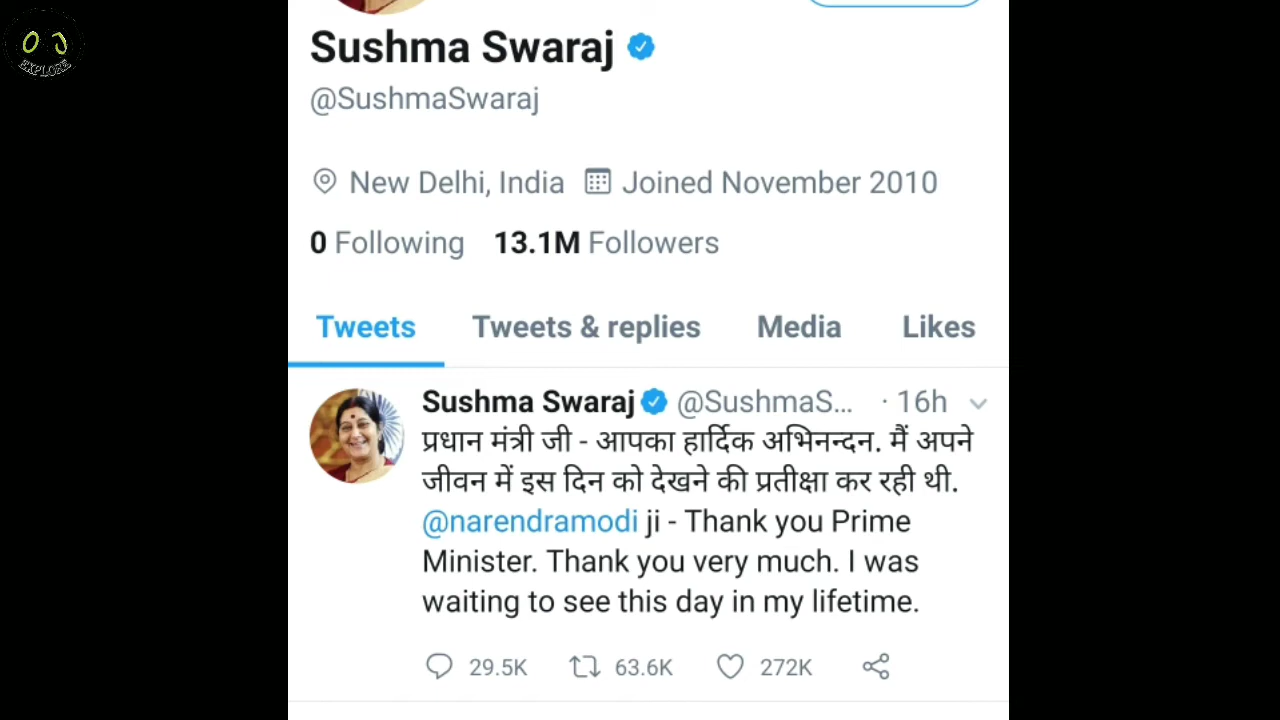 OJ
EXPLORE
Sushma Swaraj
@SushmaSwaraj
New Delhi, India Joined November 2010
0 Following 13.1M Followers
Tweets Tweets & replies Media Likes
Sushma Swaraj @SushmaS... · 16h
प्रधान मंत्री जी - आपका हार्दिक अभिनन्दन. मैं अपने
जीवन में इस दिन को देखने की प्रतीक्षा कर रही थी.
@narendramodi ji - Thank you Prime
Minister. Thank you very much. I was
waiting to see this day in my lifetime.
29.5K 63.6K 272K